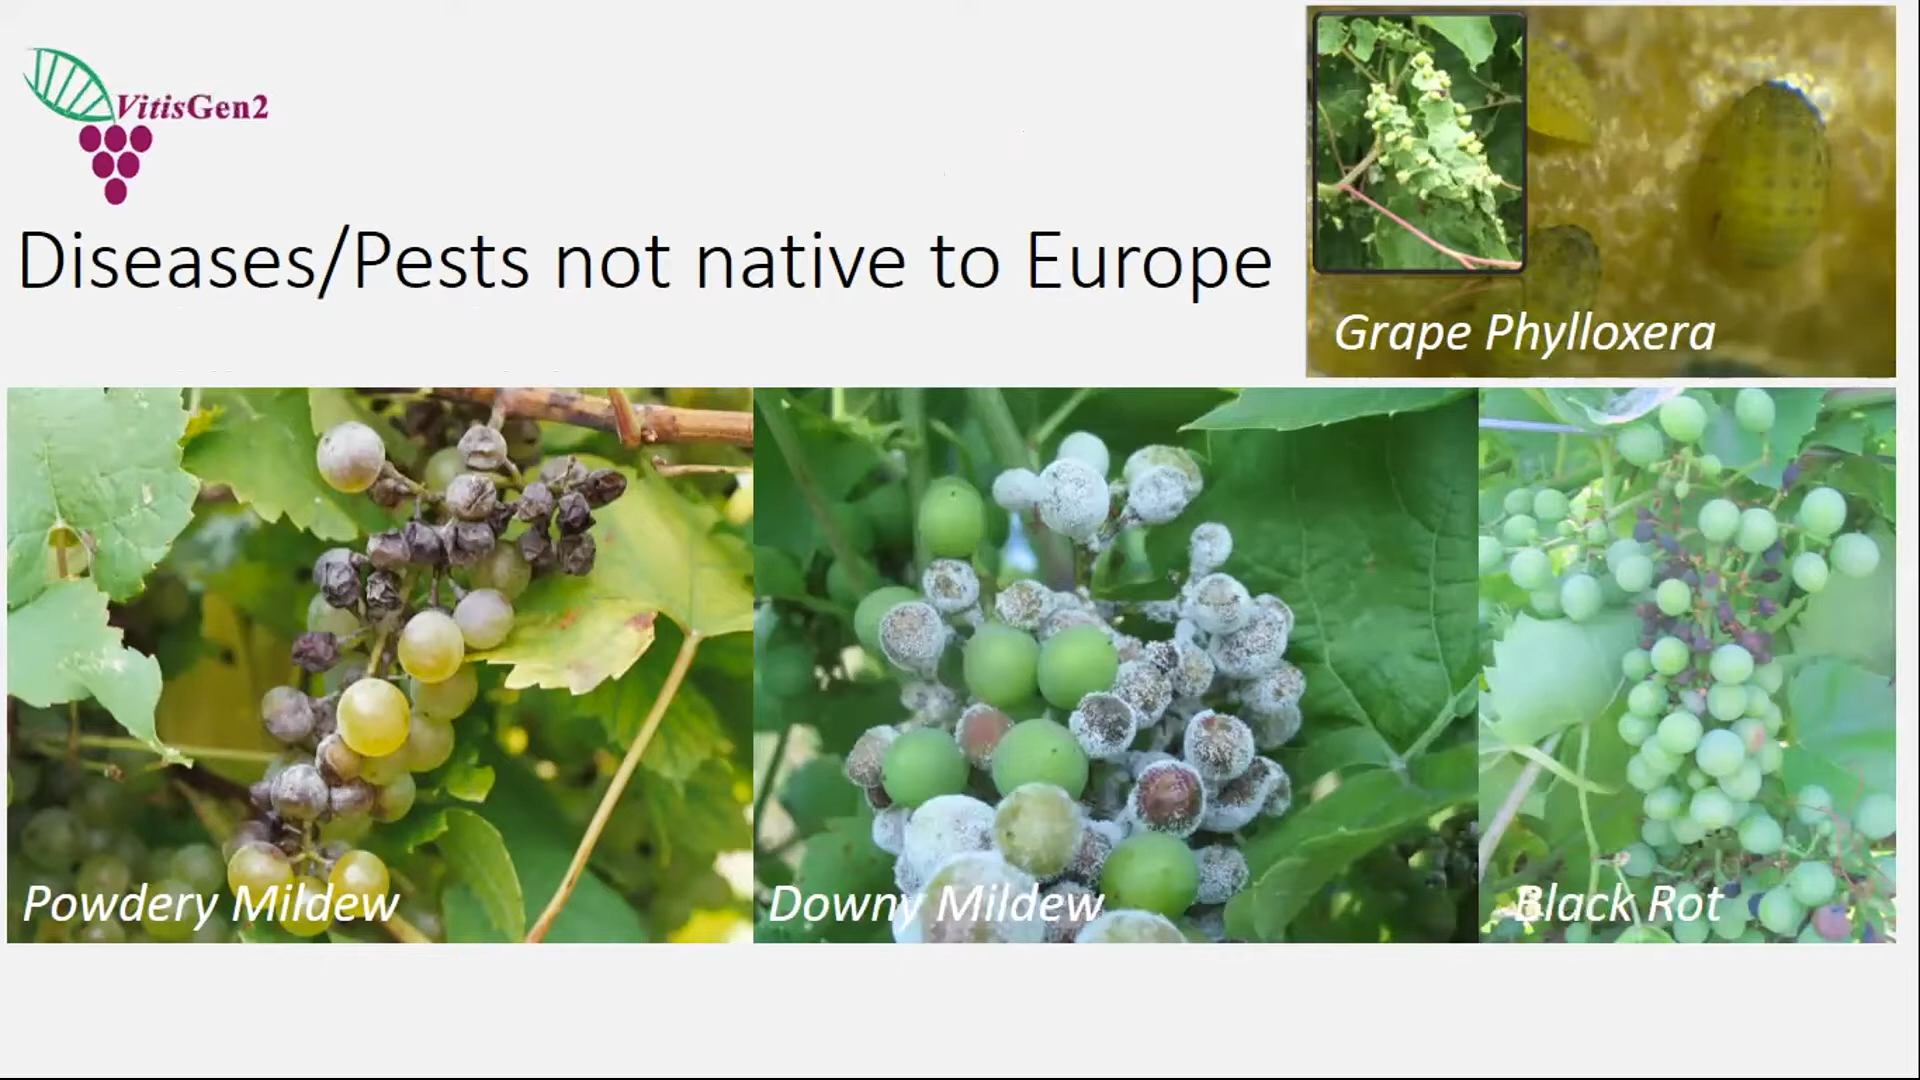 VitisGen2
Diseases/Pests not native to Europe
Grape Phylloxera
Powdery Mildew
Downy Mildew
Black Rot